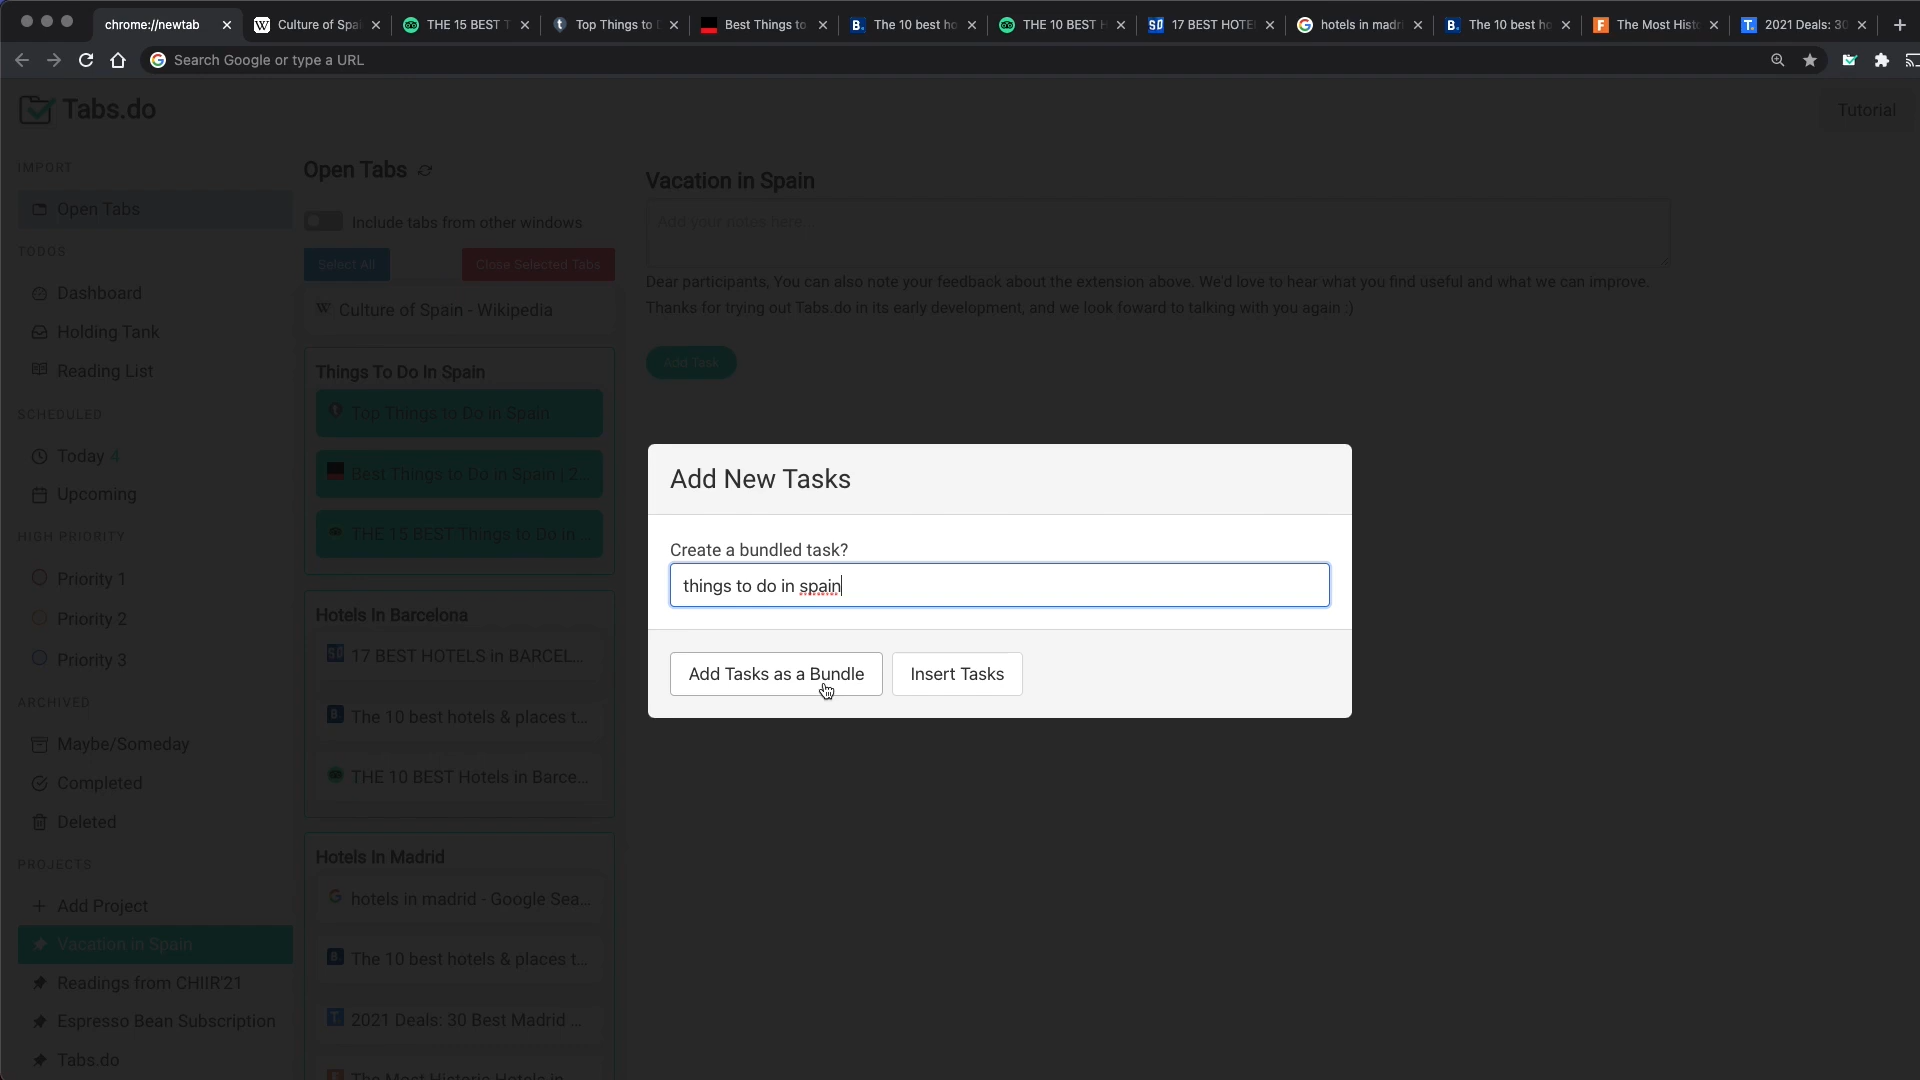 chrome://newtab
Culture of Spa
THE 15 BEST T
Top Things to
Best Things to
The 10 best ho
THE 10 BEST H
17 BEST HOTE
hotels in madri
The 10 best ho
The Most Hist
2021 Deals: 30
Search Google or type a URL
Tabs.do
Tutorial
IMPORT
Open Tabs
TODOS
Dashboard
Holding Tank
Reading List
SCHEDULED
Today 4
Upcoming
HIGH PRIORITY
Priority 1
Priority 2
Priority 3
ARCHIVED
Maybe/Someday
Completed
Deleted
PROJECTS
Add Project
Vacation in Spain
Readings from CHIIR'21
Espresso Bean Subscription
Tabs.do
Open Tabs
Include tabs from other windows
Select All
Close Selected Tabs
Culture of Spain - Wikipedia
Things To Do In Spain
Top Things to Do in Spain
Best Things to Do in Spain | 2...
THE 15 BEST Things to Do in ...
Hotels In Barcelona
17 BEST HOTELS in BARCEL...
The 10 best hotels & places t...
THE 10 BEST Hotels in Barce...
Hotels In Madrid
hotels in madrid - Google Sea...
The 10 best hotels & places t...
2021 Deals: 30 Best Madrid ...
The Most Historic Hotels in
Vacation in Spain
Add your notes here
Dear participants, You can also note your feedback about the extension above. We'd love to hear what you find useful and what we can improve.
Thanks for trying out Tabs.do in its early development, and we look foward to talking with you again :)
Add Task
Add New Tasks
Create a bundled task?
things to do in spain
Add Tasks as a Bundle
Insert Tasks